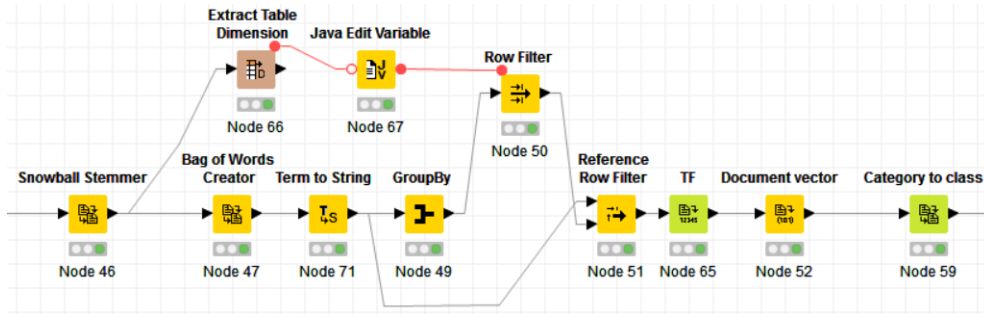 Extract Table
Dimension
Java Edit Variable
Row Filter
D
J
V
Node 66
Node 67
Node 50
Snowball Stemmer
Bag of Words
Creator
Term to String
GroupBy
Reference
Row Filter
TF
Document vector
Category to class
T
S
12345
(101)
Node 46
Node 47
Node 71
Node 49
Node 51
Node 65
Node 52
Node 59